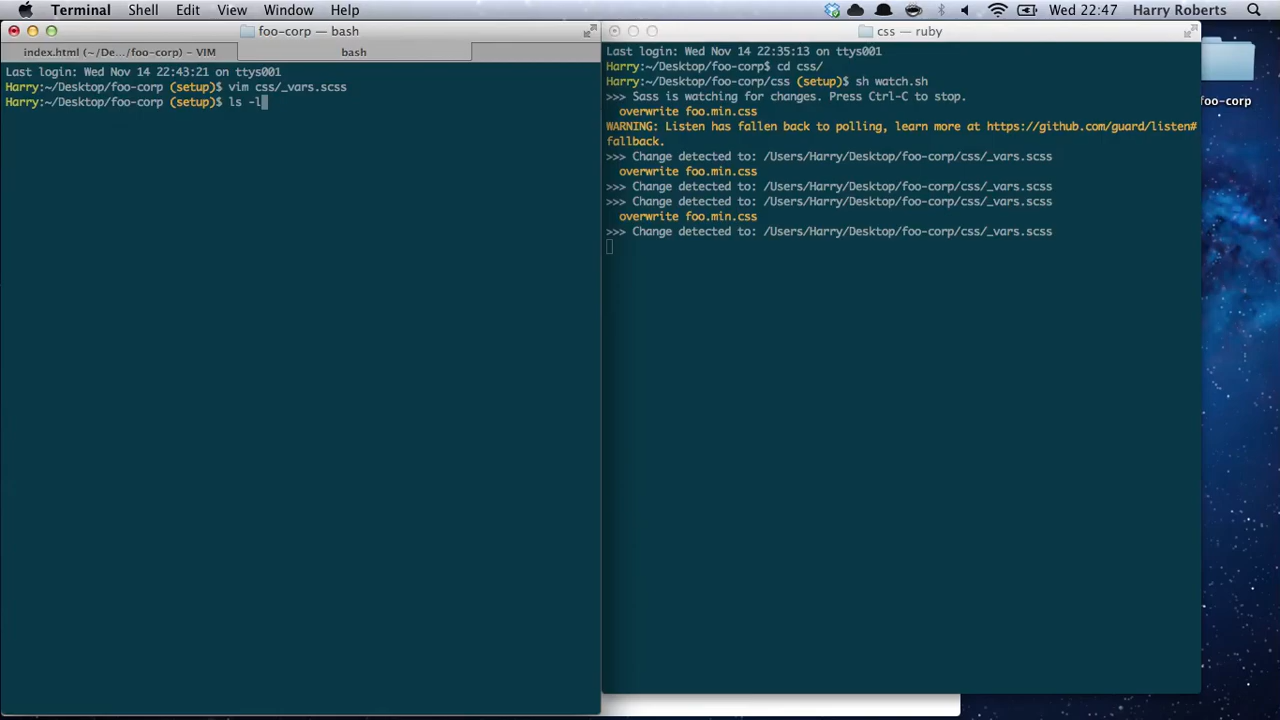 Terminal Shell Edit View Window Help Wed 22:47 Harry Roberts
foo-corp — bash
index.html (~/De.../foo-corp) – VIM
bash
Last login: Wed Nov 14 22:43:21 on ttys001
Harry:~/Desktop/foo-corp (setup)$ vim css/_vars.scss
Harry:~/Desktop/foo-corp (setup)$ ls -l
css — ruby
Last login: Wed Nov 14 22:35:13 on ttys001
Harry:~/Desktop/foo-corp$ cd css/
Harry:~/Desktop/foo-corp/css (setup)$ sh watch.sh
>>> Sass is watching for changes. Press Ctrl-C to stop.
overwrite foo.min.css
WARNING: Listen has fallen back to polling, learn more at https://github.com/guard/listen#
fallback.
>>> Change detected to: /Users/Harry/Desktop/foo-corp/css/_vars.scss
overwrite foo.min.css
>>> Change detected to: /Users/Harry/Desktop/foo-corp/css/_vars.scss
>>> Change detected to: /Users/Harry/Desktop/foo-corp/css/_vars.scss
overwrite foo.min.css
>>> Change detected to: /Users/Harry/Desktop/foo-corp/css/_vars.scss
foo-corp